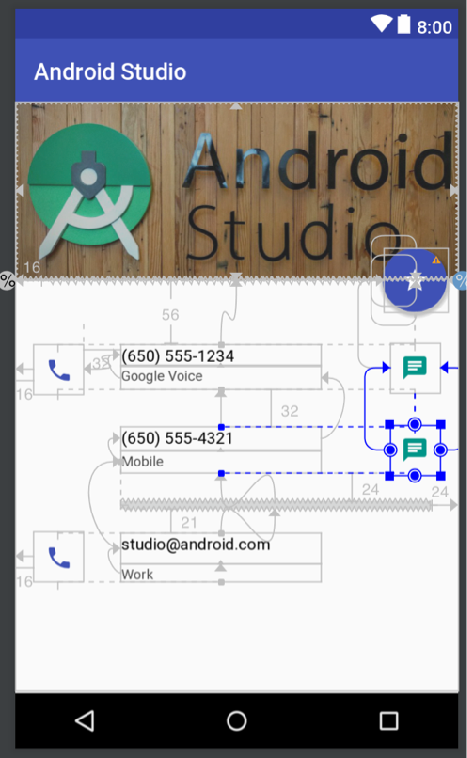 8:00
Android Studio
Android
Studio
16
%
%
56
(650) 555-1234
Google Voice
32
16
32
(650) 555-4321
Mobile
24
24
21
studio@android.com
Work
16